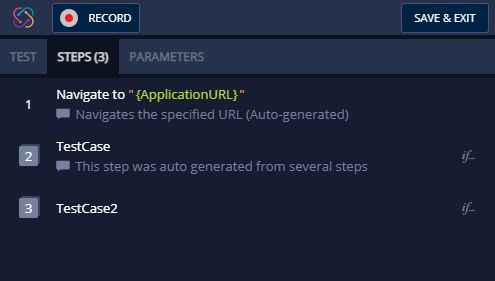 RECORD
SAVE & EXIT
TEST
STEPS (3)
PARAMETERS
1
Navigate to "{ApplicationURL}"
Navigates the specified URL (Auto-generated)
2
TestCase
if...
This step was auto generated from several steps
3
TestCase2
if...